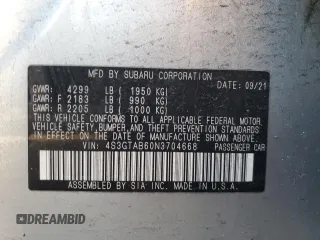 MFD. BY SUBARU CORPORATION
GVWR: 4299 LB ( 1950 KG) 09/21
GAWR: F 2183 LB ( 990 KG)
GAWR: R 2205 LB ( 1000 KG)
THIS VEHICLE CONFORMS TO ALL APPLICABLE FEDERAL MOTOR
VEHICLE SAFETY, BUMPER, AND THEFT PREVENTION STANDARDS
IN EFFECT ON THE DATE OF MANUFACTURE SHOWN ABOVE.
VIN: 4S3GTAB60N3704668 PASSENGER CAR
ASSEMBLED BY SIA, INC. MADE IN U.S.A.
AUTOBIDMASTER